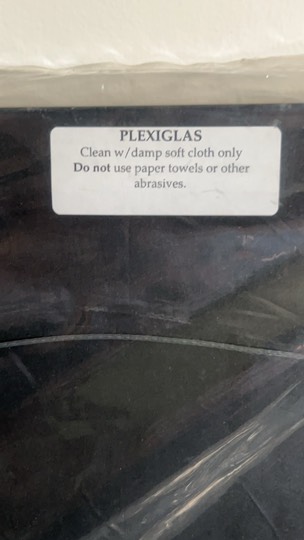 PLEXIGLAS
Clean w/damp soft cloth only
Do not use paper towels or other
abrasives.